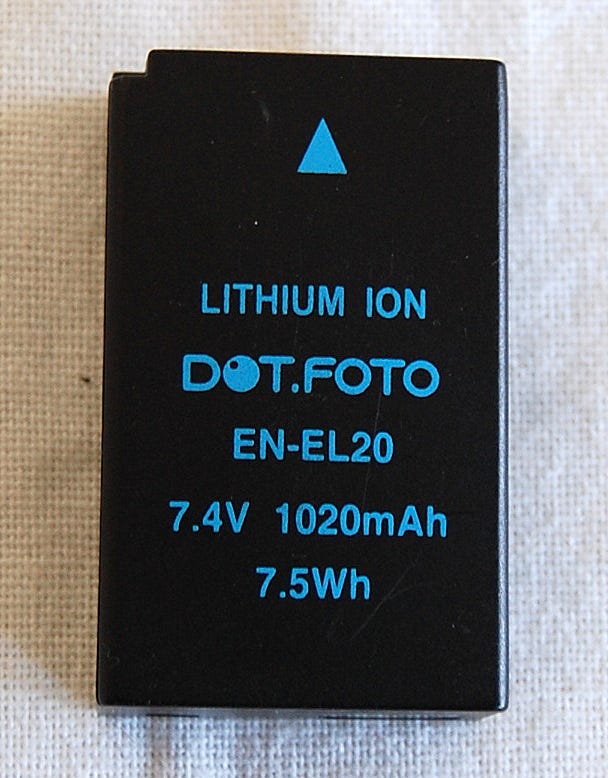 LITHIUM ION
DOT.FOTO
EN-EL20
7.4V 1020mAh
7.5Wh